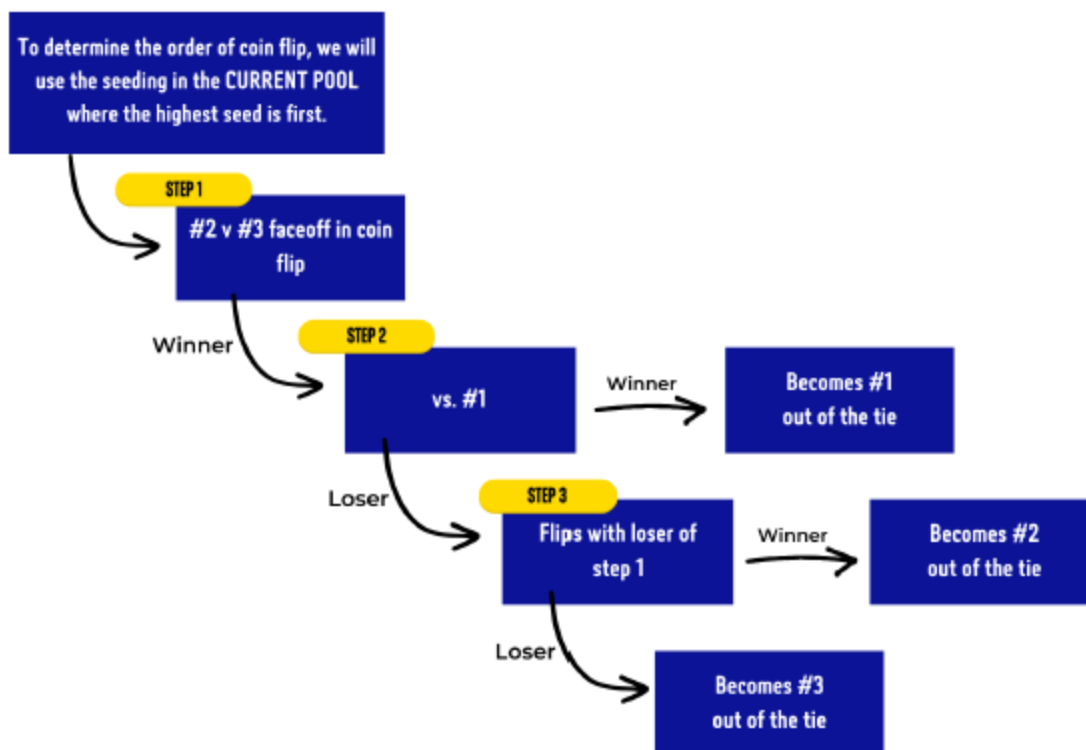 To determine the order of coin flip, we will
use the seeding in the CURRENT POOL
where the highest seed is first.
STEP 1
#2 v #3 faceoff in coin
flip
Winner
STEP 2
vs. #1
Winner
Becomes #1
out of the tie
Loser
STEP 3
Flips with loser of
step 1
Winner
Becomes #2
out of the tie
Loser
Becomes #3
out of the tie